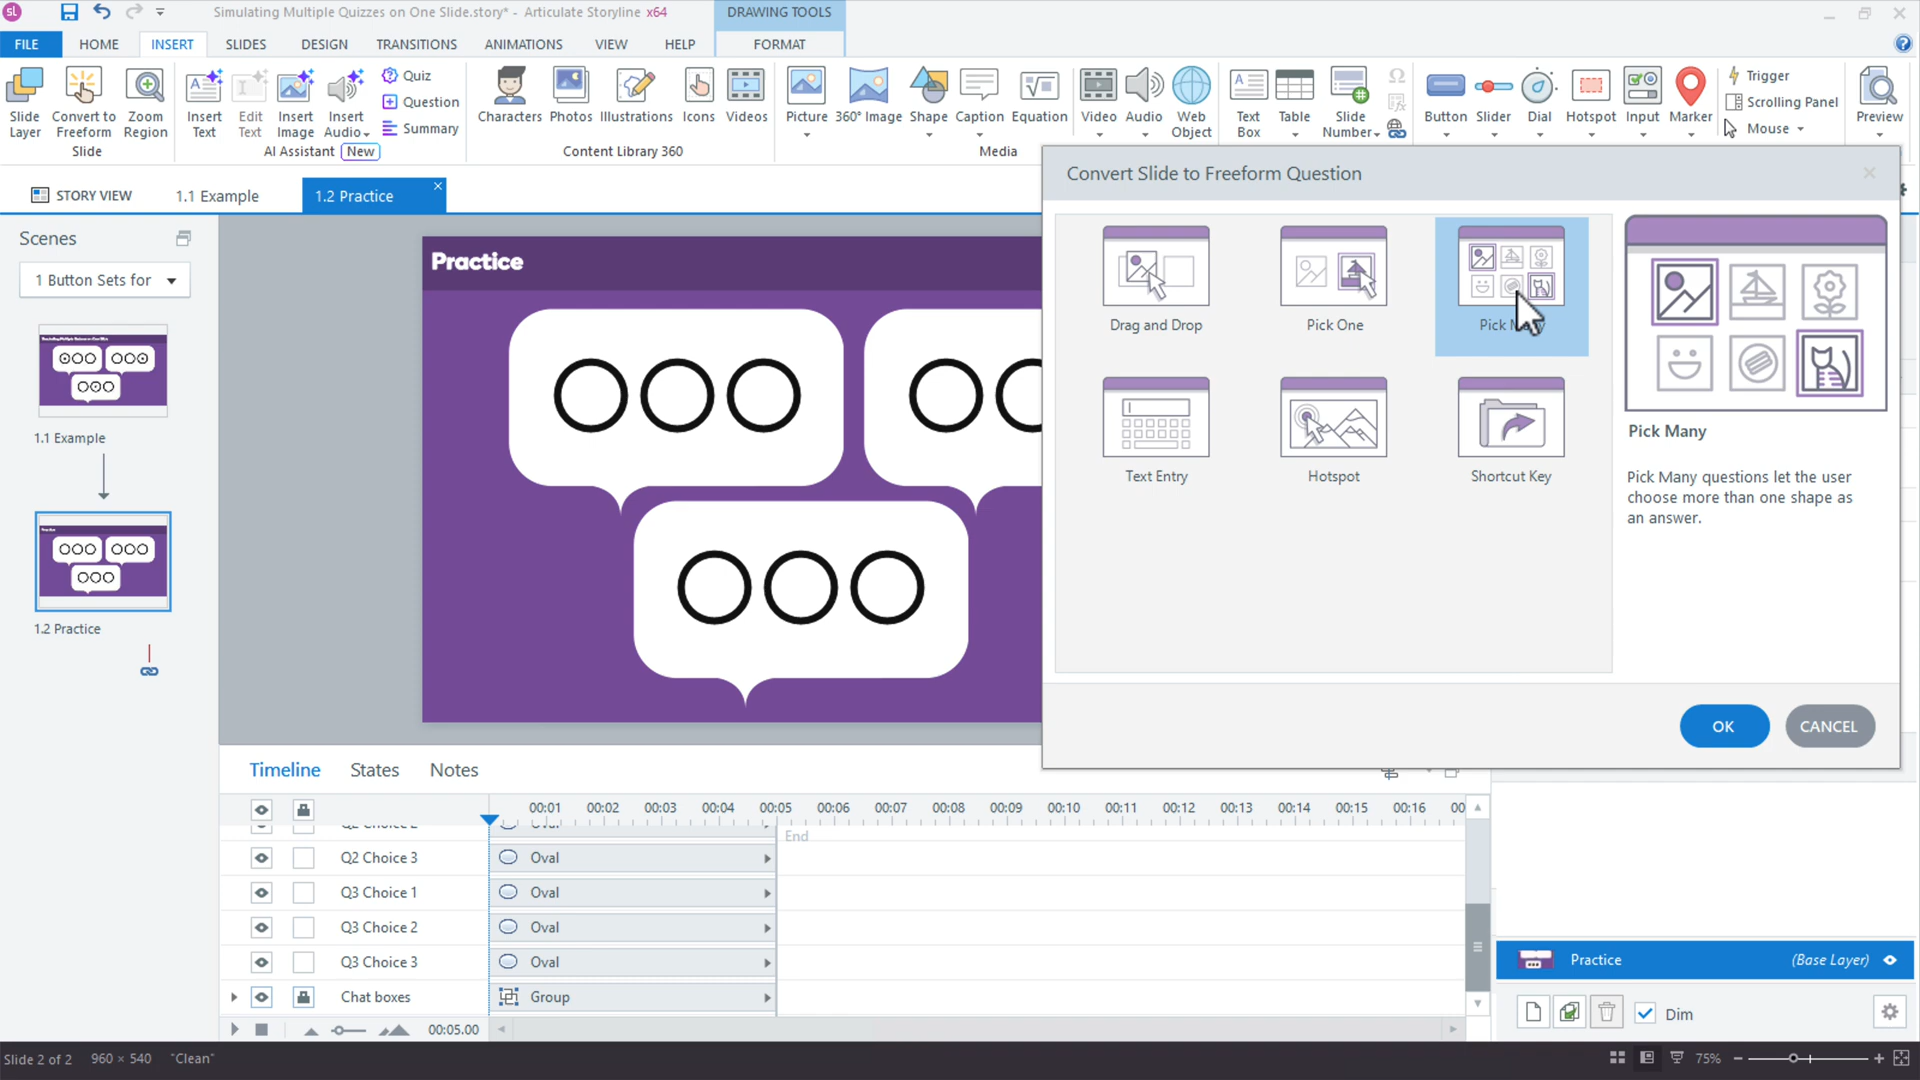 sl
Simulating Multiple Quizzes on One Slide.story* - Articulate Storyline x64
DRAWING TOOLS
FILE HOME INSERT SLIDES DESIGN TRANSITIONS ANIMATIONS VIEW HELP FORMAT
Slide Layer
Convert to Freeform
Zoom Region
Slide
Insert Text
Edit Text
Insert Image
Insert Audio
Quiz
Question
Summary
AI Assistant New
Characters
Photos
Illustrations
Icons
Videos
Content Library 360
Picture
360° Image
Shape
Caption
Equation
Video
Audio
Web Object
Media
Text Box
Table
Slide Number
Button
Slider
Dial
Hotspot
Input
Marker
Trigger
Scrolling Panel
Mouse
Preview
STORY VIEW
1.1 Example
1.2 Practice
Scenes
1 Button Sets for
1.1 Example
1.2 Practice
Practice
Convert Slide to Freeform Question
Drag and Drop
Pick One
Text Entry
Hotspot
Shortcut Key
Pick Many
Pick Many questions let the user
choose more than one shape as
an answer.
OK
CANCEL
Timeline States Notes
00:01 00:02 00:03 00:04 00:05 00:06 00:07 00:08 00:09 00:10 00:11 00:12 00:13 00:14 00:15 00:16 00
End
Q2 Choice 3 Oval
Q3 Choice 1 Oval
Q3 Choice 2 Oval
Q3 Choice 3 Oval
Chat boxes Group
00:05.00
Practice (Base Layer)
Dim
Slide 2 of 2 960 × 540 "Clean"
75%